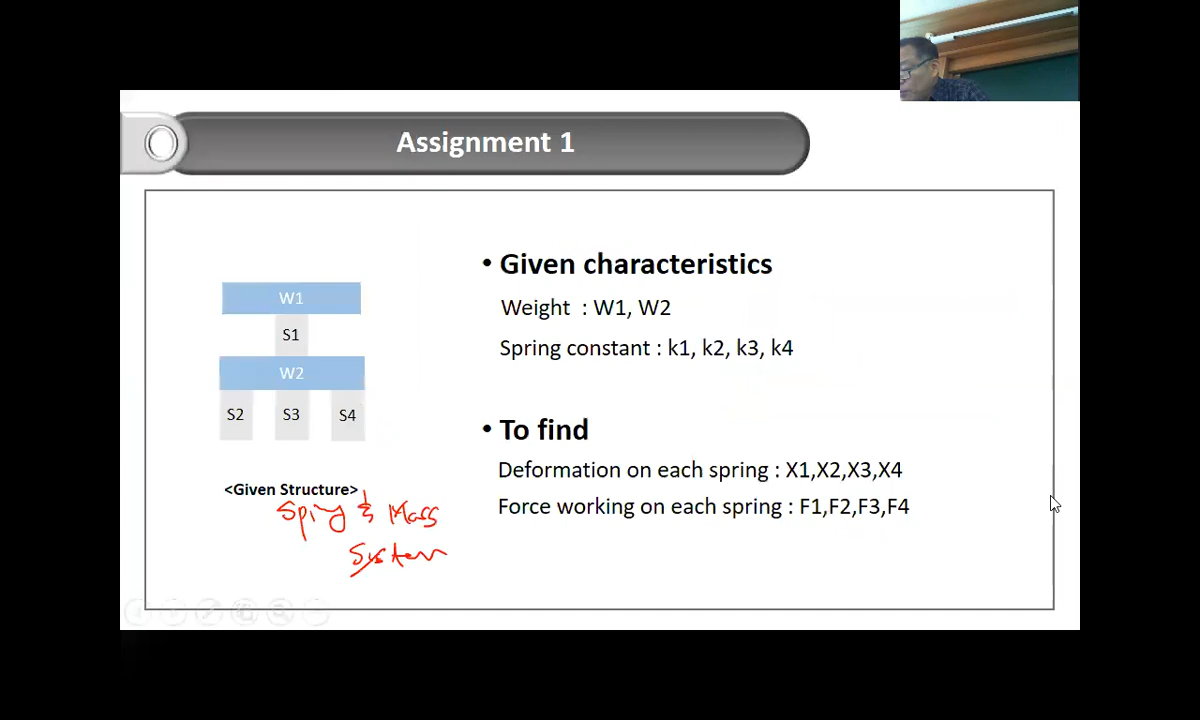 Assignment 1
• Given characteristics
Weight : W1, W2
Spring constant : k1, k2, k3, k4
• To find
Deformation on each spring : X1,X2,X3,X4
Force working on each spring : F1,F2,F3,F4
W1
S1
W2
S2 S3 S4
<Given Structure>
Spring & Mass
System